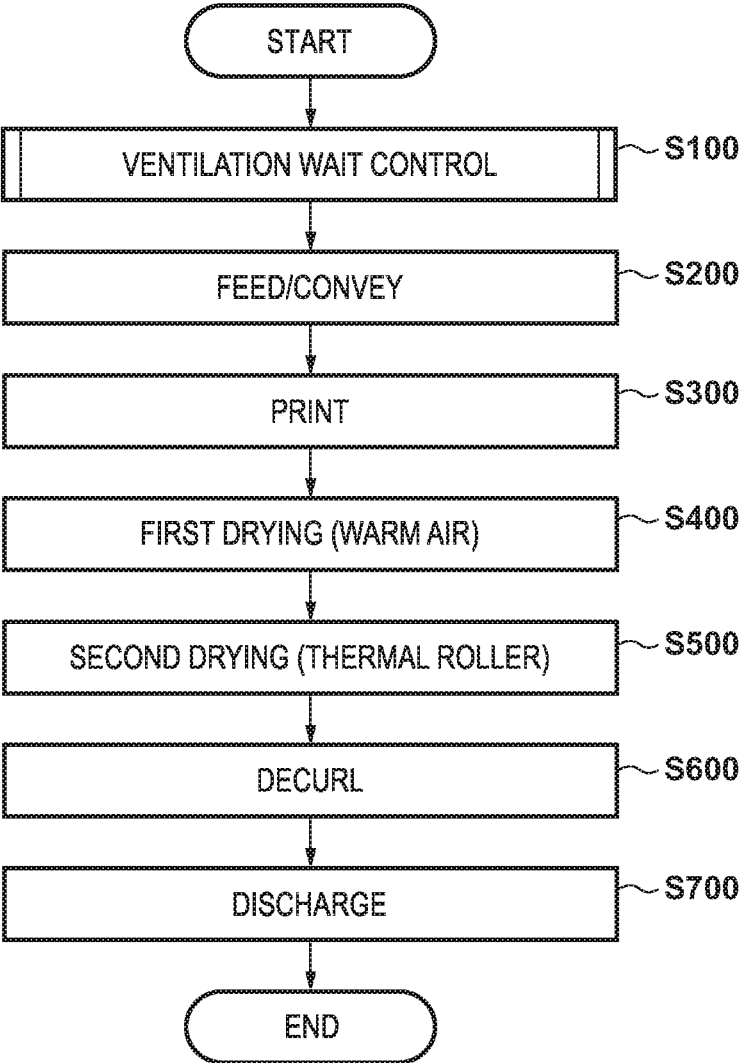 START
VENTILATION WAIT CONTROL
S100
FEED/CONVEY
S200
PRINT
S300
FIRST DRYING (WARM AIR)
S400
SECOND DRYING (THERMAL ROLLER)
S500
DECURL
S600
DISCHARGE
S700
END